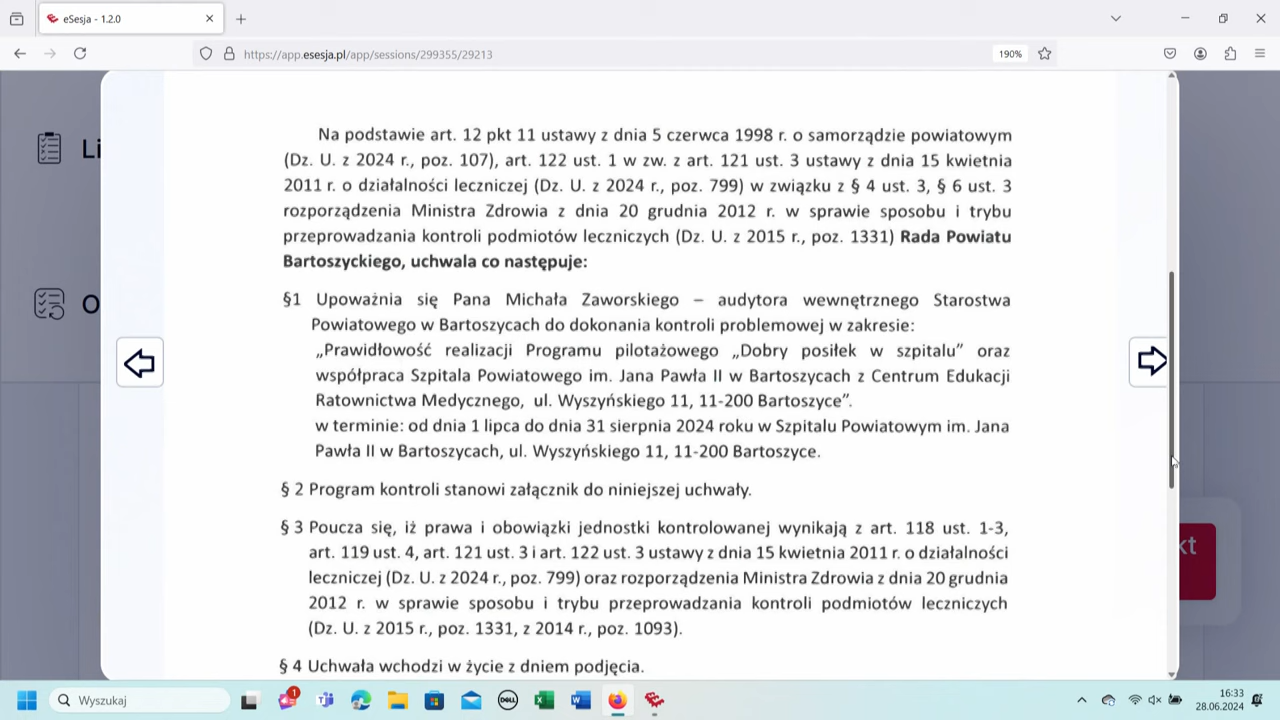 eSesja - 1.2.0
https://app.esesja.pl/app/sessions/299355/29213
190%
Li
O
kt
Na podstawie art. 12 pkt 11 ustawy z dnia 5 czerwca 1998 r. o samorządzie powiatowym
(Dz. U. z 2024 r., poz. 107), art. 122 ust. 1 w zw. z art. 121 ust. 3 ustawy z dnia 15 kwietnia
2011 r. o działalności leczniczej (Dz. U. z 2024 r., poz. 799) w związku z § 4 ust. 3, § 6 ust. 3
rozporządzenia Ministra Zdrowia z dnia 20 grudnia 2012 r. w sprawie sposobu i trybu
przeprowadzania kontroli podmiotów leczniczych (Dz. U. z 2015 r., poz. 1331) Rada Powiatu
Bartoszyckiego, uchwala co następuje:
§1 Upoważnia się Pana Michała Zaworskiego – audytora wewnętrznego Starostwa
Powiatowego w Bartoszycach do dokonania kontroli problemowej w zakresie:
„Prawidłowość realizacji Programu pilotażowego „Dobry posiłek w szpitalu” oraz
współpraca Szpitala Powiatowego im. Jana Pawła II w Bartoszycach z Centrum Edukacji
Ratownictwa Medycznego, ul. Wyszyńskiego 11, 11-200 Bartoszyce”.
w terminie: od dnia 1 lipca do dnia 31 sierpnia 2024 roku w Szpitalu Powiatowym im. Jana
Pawła II w Bartoszycach, ul. Wyszyńskiego 11, 11-200 Bartoszyce.
§ 2 Program kontroli stanowi załącznik do niniejszej uchwały.
§ 3 Poucza się, iż prawa i obowiązki jednostki kontrolowanej wynikają z art. 118 ust. 1-3,
art. 119 ust. 4, art. 121 ust. 3 i art. 122 ust. 3 ustawy z dnia 15 kwietnia 2011 r. o działalności
leczniczej (Dz. U. z 2024 r., poz. 799) oraz rozporządzenia Ministra Zdrowia z dnia 20 grudnia
2012 r. w sprawie sposobu i trybu przeprowadzania kontroli podmiotów leczniczych
(Dz. U. z 2015 r., poz. 1331, z 2014 r., poz. 1093).
§ 4 Uchwała wchodzi w życie z dniem podjęcia.
Wyszukaj
1
DELL
16:33
28.06.2024